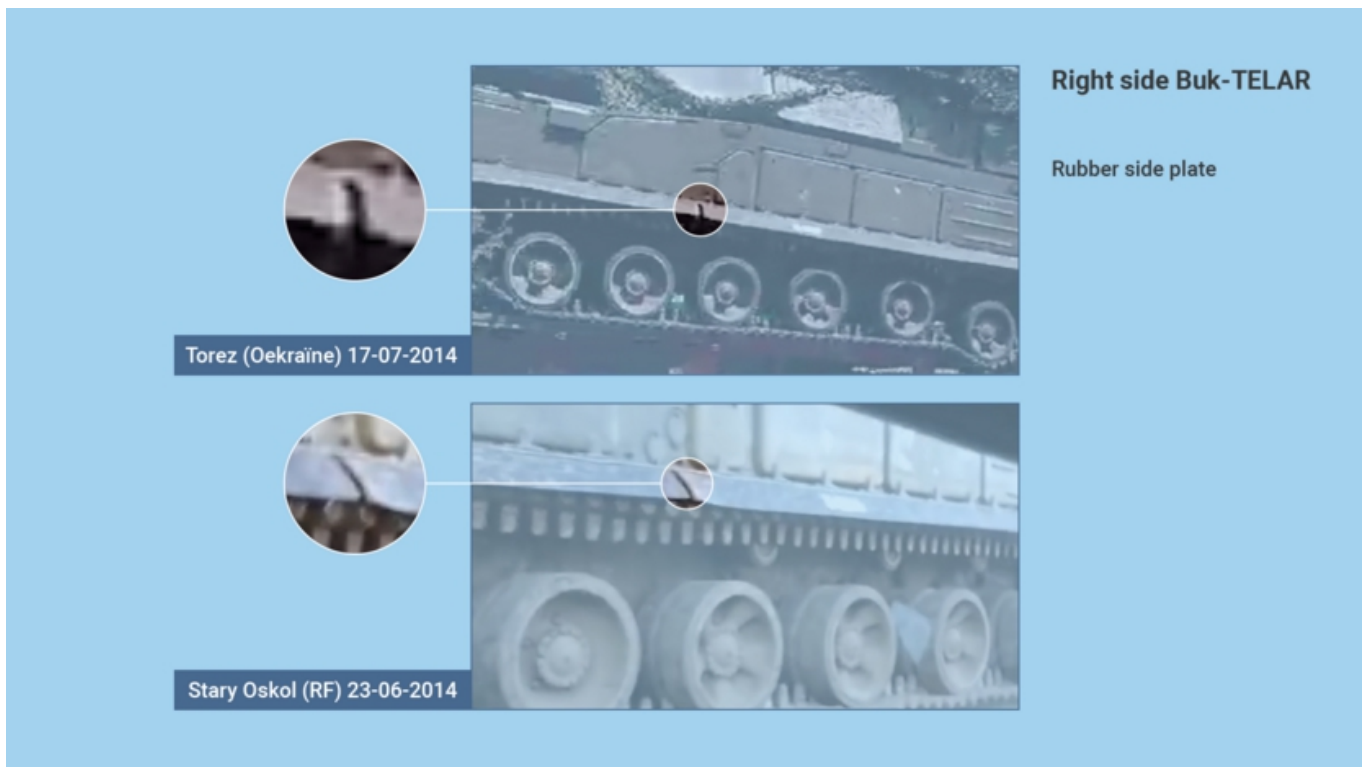 Right side Buk-TELAR
Rubber side plate
Torez (Oekraïne) 17-07-2014
Stary Oskol (RF) 23-06-2014